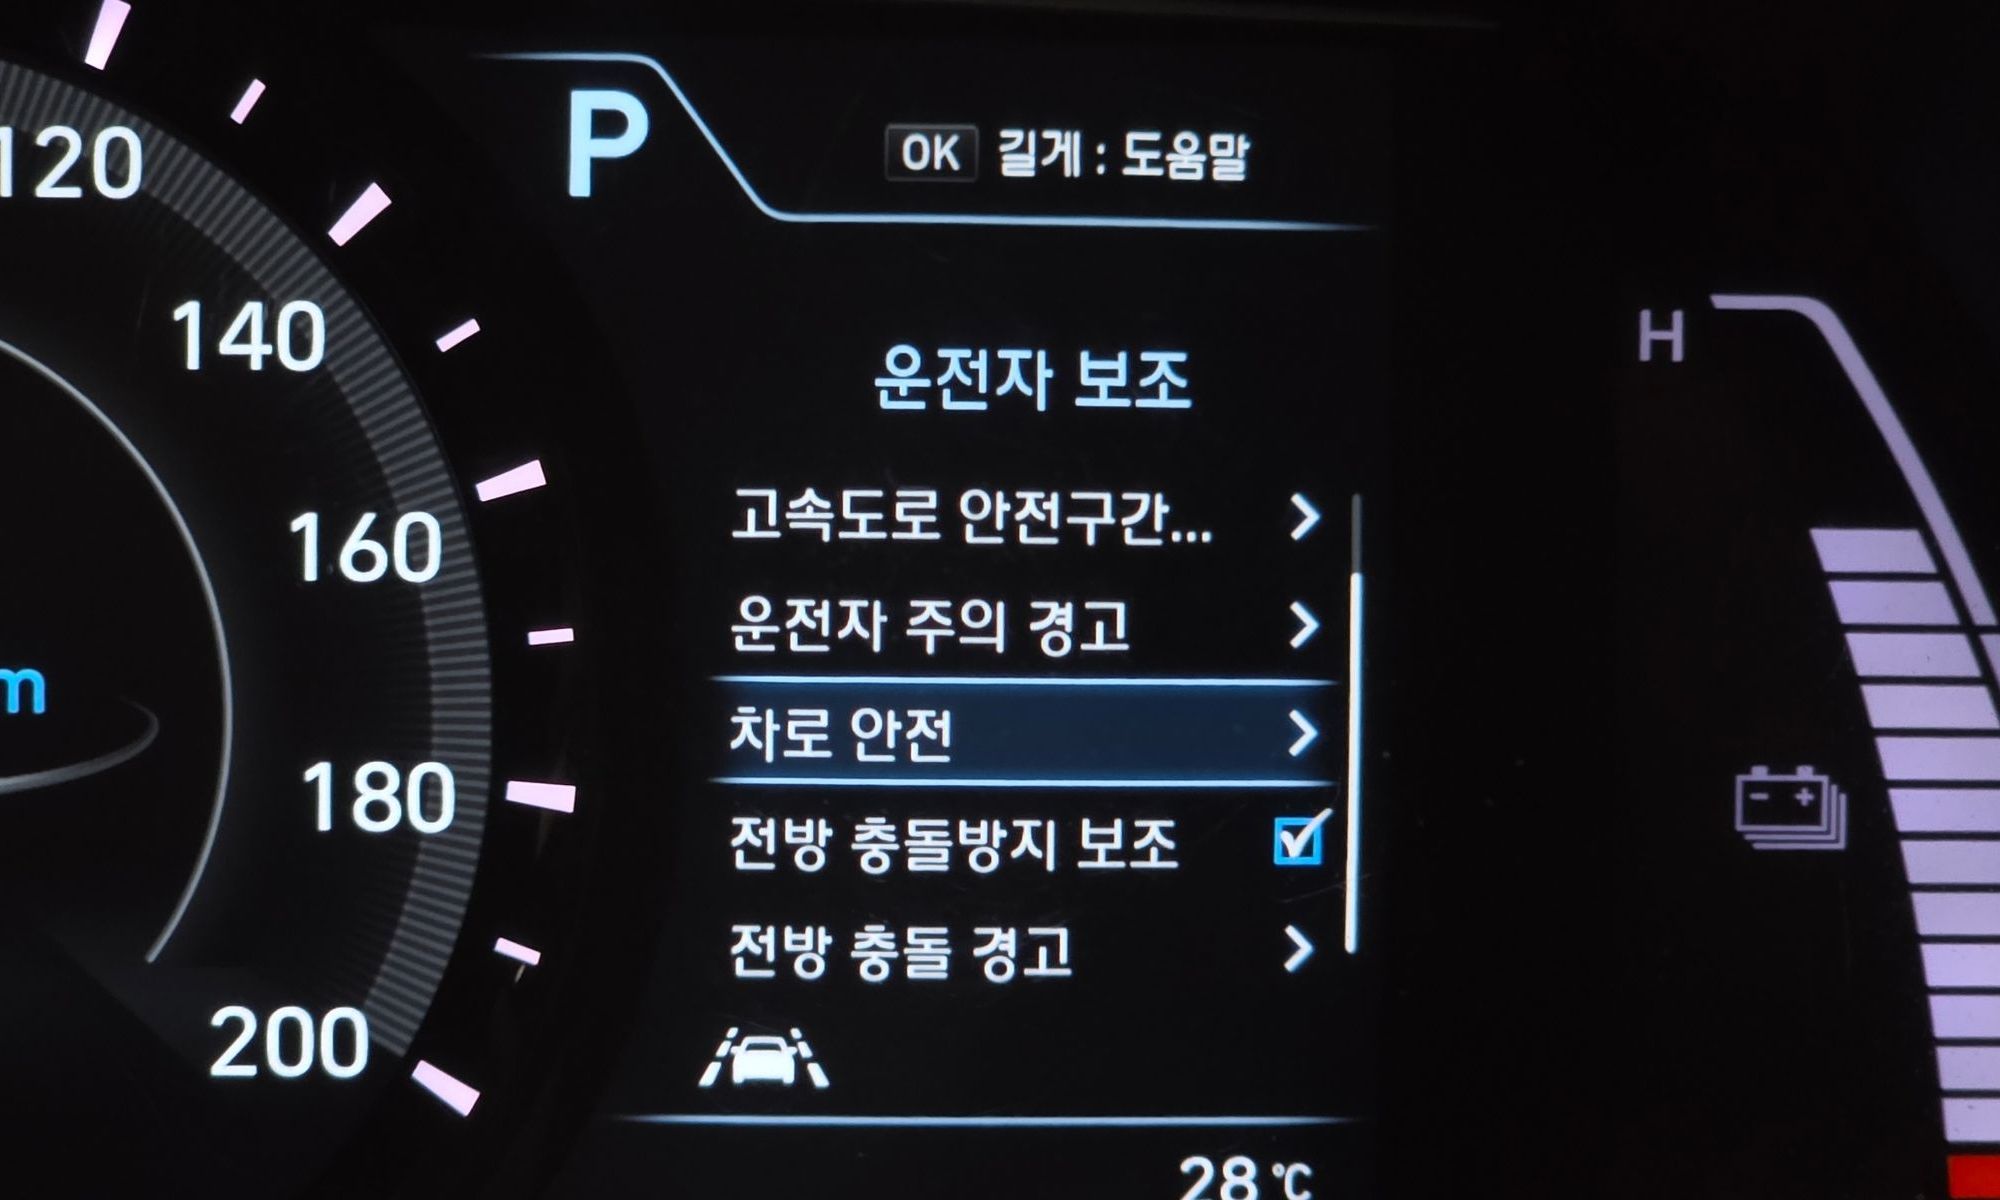 120
140
160
180
200
m
P
OK 길게 : 도움말
운전자 보조
고속도로 안전구간...
운전자 주의 경고
차로 안전
전방 충돌방지 보조
전방 충돌 경고
28 ℃
H